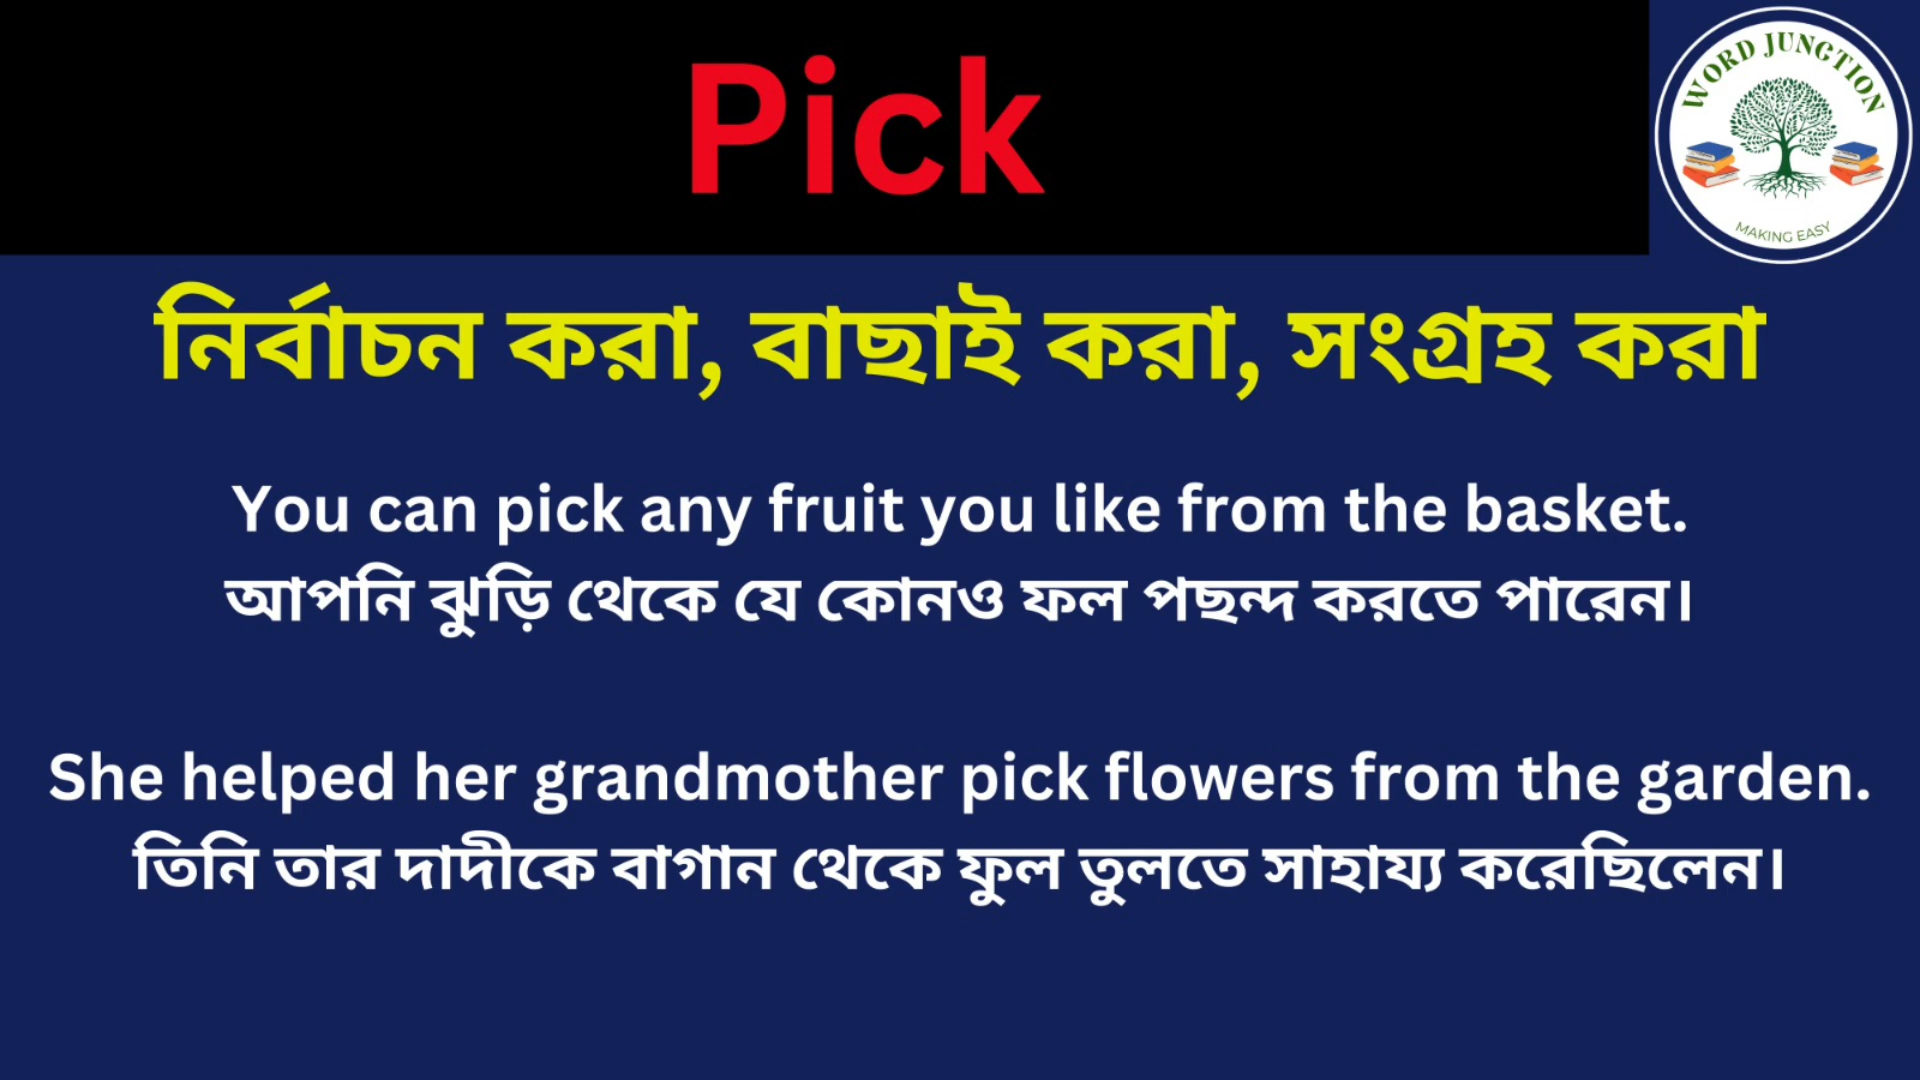 Pick
WORD JUNCTION
MAKING EASY
নির্বাচন করা, বাছাই করা, সংগ্রহ করা
You can pick any fruit you like from the basket.
আপনি ঝুড়ি থেকে যে কোনও ফল পছন্দ করতে পারেন।
She helped her grandmother pick flowers from the garden.
তিনি তার দাদীকে বাগান থেকে ফুল তুলতে সাহায্য করেছিলেন।